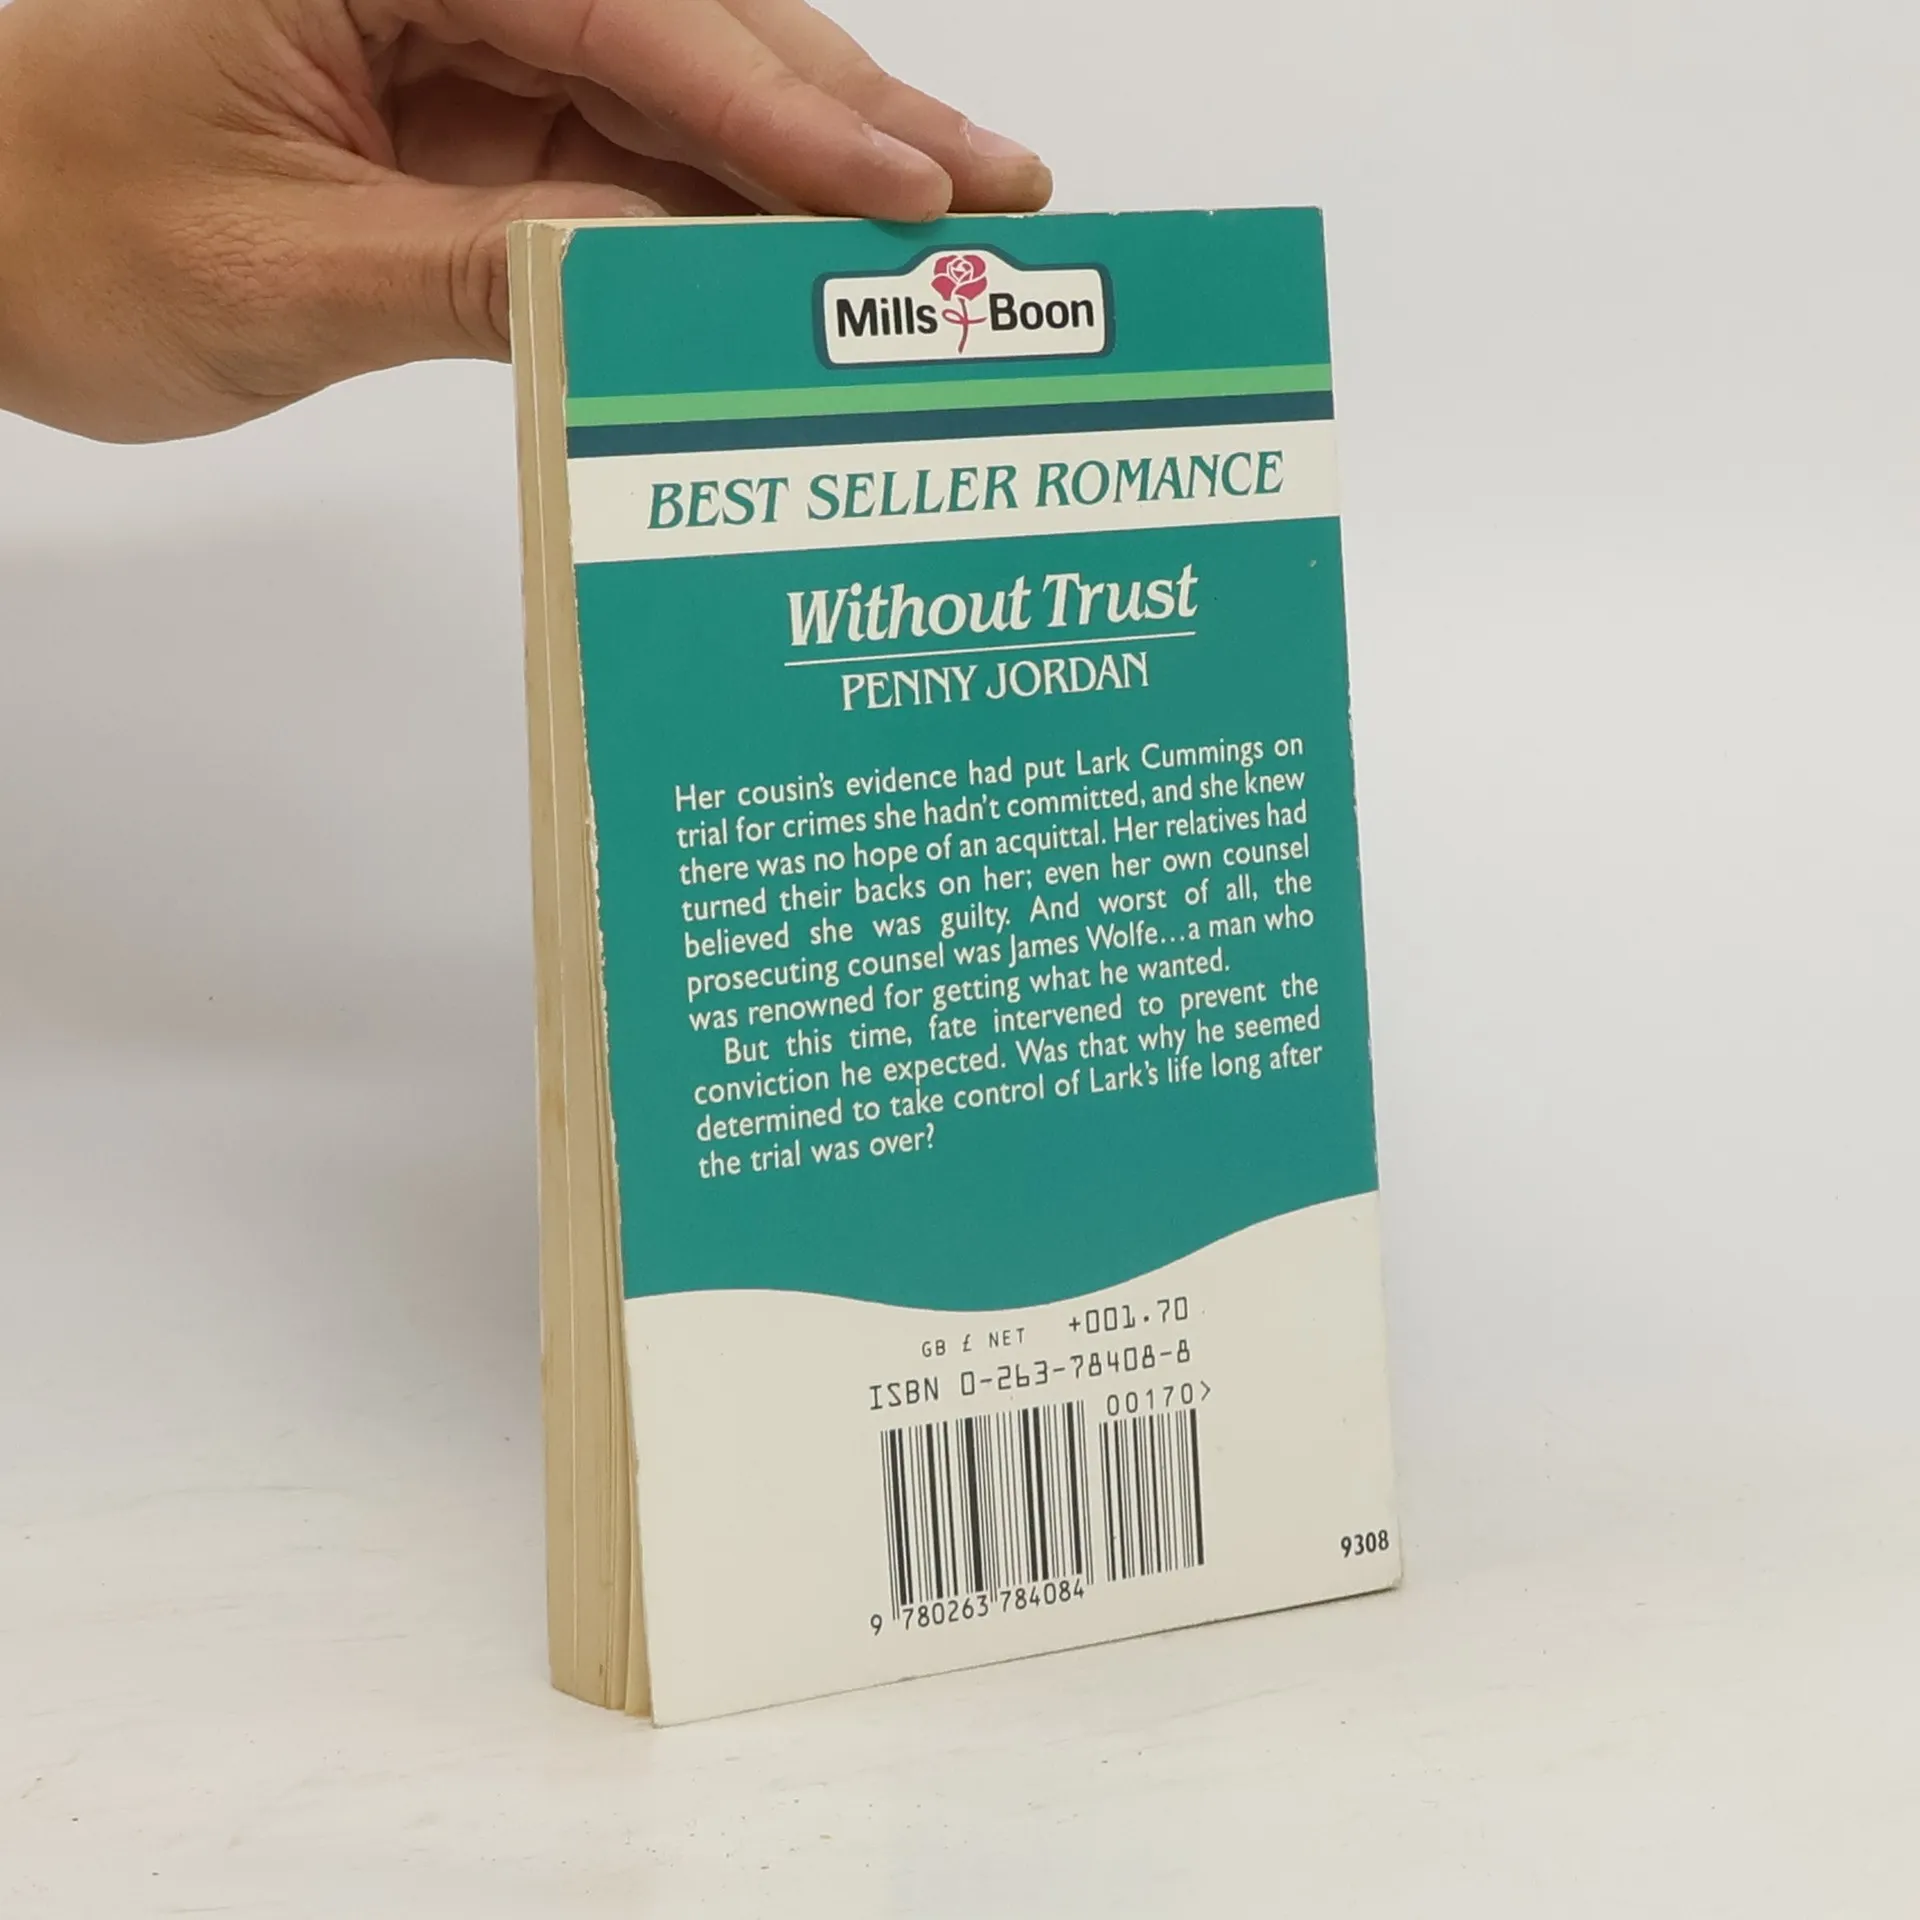 Mills & Boon
BEST SELLER ROMANCE
Without Trust
PENNY JORDAN
Her cousin's evidence had put Lark Cummings on
trial for crimes she hadn't committed, and she knew
there was no hope of an acquittal. Her relatives had
turned their backs on her; even her own counsel
believed she was guilty. And worst of all, the
prosecuting counsel was James Wolfe...a man who
was renowned for getting what he wanted.
But this time, fate intervened to prevent the
conviction he expected. Was that why he seemed
determined to take control of Lark's life long after
the trial was over?
GB £ NET +001.70
ISBN 0-263-78408-8
00170>
9 780263 784084
9308